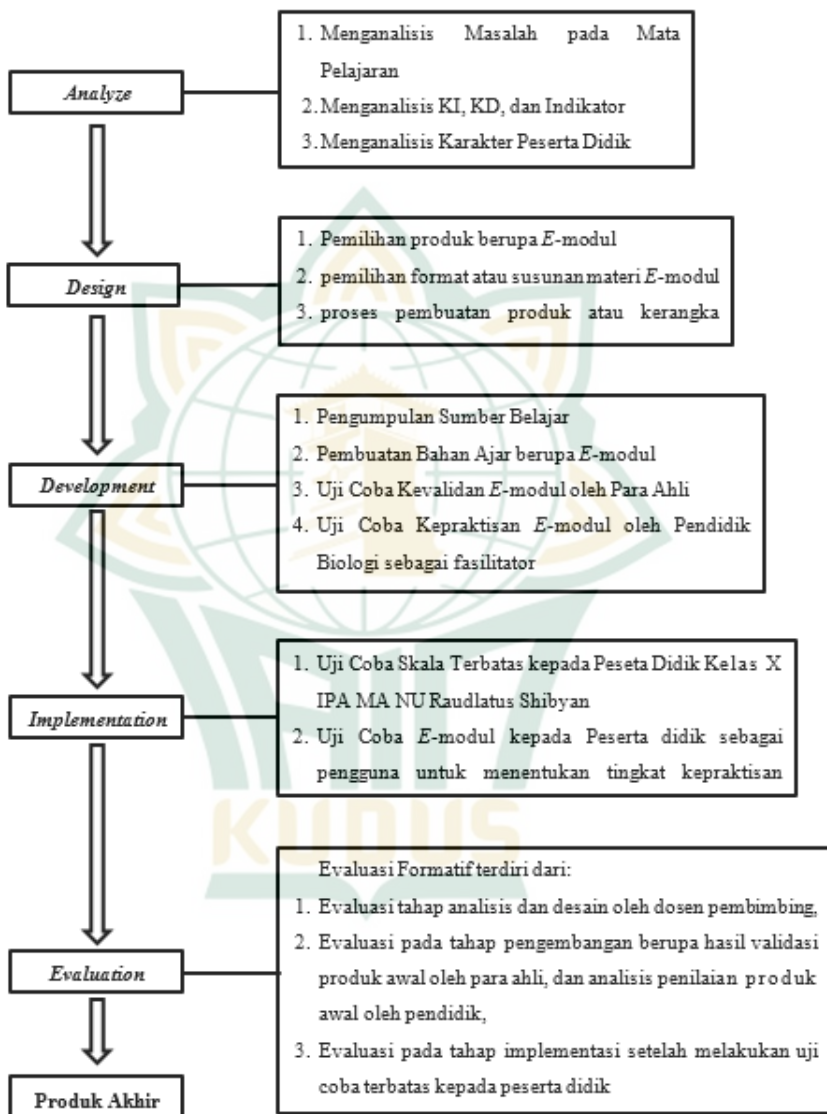 1. Menganalisis Masalah pada Mata
Pelajaran
2. Menganalisis KI, KD, dan Indikator
3. Menganalisis Karakter Peserta Didik
Analyze
1. Pemilihan produk berupa E-modul
2. pemilihan format atau susunan materi E-modul
3. proses pembuatan produk atau kerangka
Design
1. Pengumpulan Sumber Belajar
2. Pembuatan Bahan Ajar berupa E-modul
3. Uji Coba Kevalidan E-modul oleh Para Ahli
4. Uji Coba Kepraktisan E-modul oleh Pendidik
Biologi sebagai fasilitator
Development
1. Uji Coba Skala Terbatas kepada Peseta Didik Kelas X
IPA MA NU Raudlatus Shibyan
2. Uji Coba E-modul kepada Peserta didik sebagai
pengguna untuk menentukan tingkat kepraktisan
Implementation
KUDUS
Evaluasi Formatif terdiri dari:
1. Evaluasi tahap analisis dan desain oleh dosen pembimbing,
2. Evaluasi pada tahap pengembangan berupa hasil validasi
produk awal oleh para ahli, dan analisis penilaian produk
awal oleh pendidik,
3. Evaluasi pada tahap implementasi setelah melakukan uji
coba terbatas kepada peserta didik
Evaluation
Produk Akhir